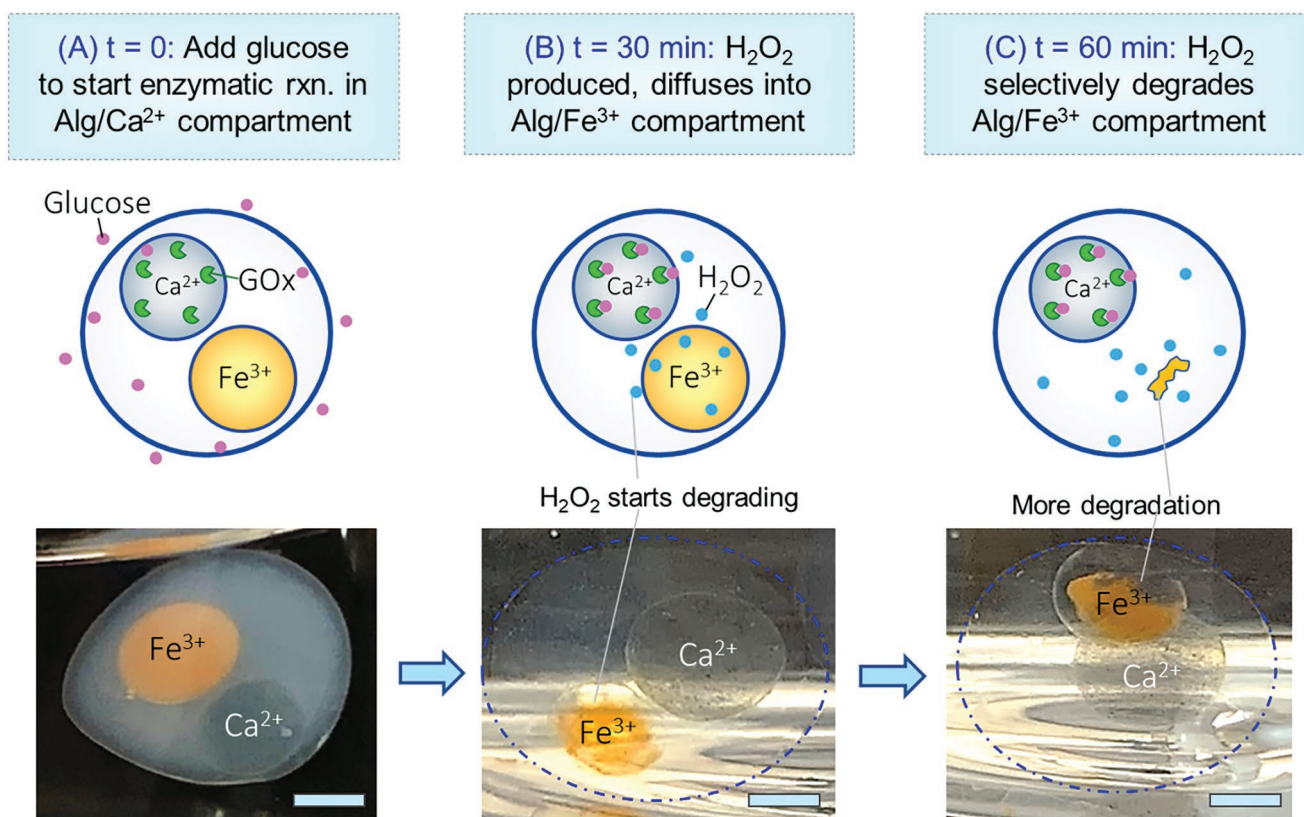 (A) t = 0: Add glucose
to start enzymatic rxn. in
Alg/Ca²⁺ compartment
(B) t = 30 min: H₂O₂
produced, diffuses into
Alg/Fe³⁺ compartment
(C) t = 60 min: H₂O₂
selectively degrades
Alg/Fe³⁺ compartment
Glucose
Ca²⁺
GOx
Fe³⁺
Ca²⁺
H₂O₂
Fe³⁺
Ca²⁺
H₂O₂ starts degrading
More degradation
Fe³⁺
Ca²⁺
Ca²⁺
Fe³⁺
Fe³⁺
Ca²⁺